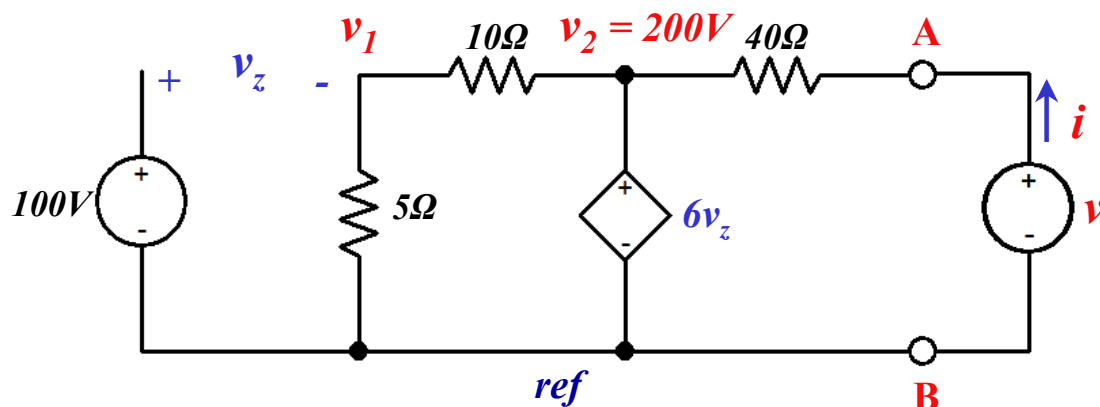 v1
10Ω
v2 = 200V
40Ω
A
+ vz -
i
100V
+
-
5Ω
+
-
6vz
+
-
v
ref
B